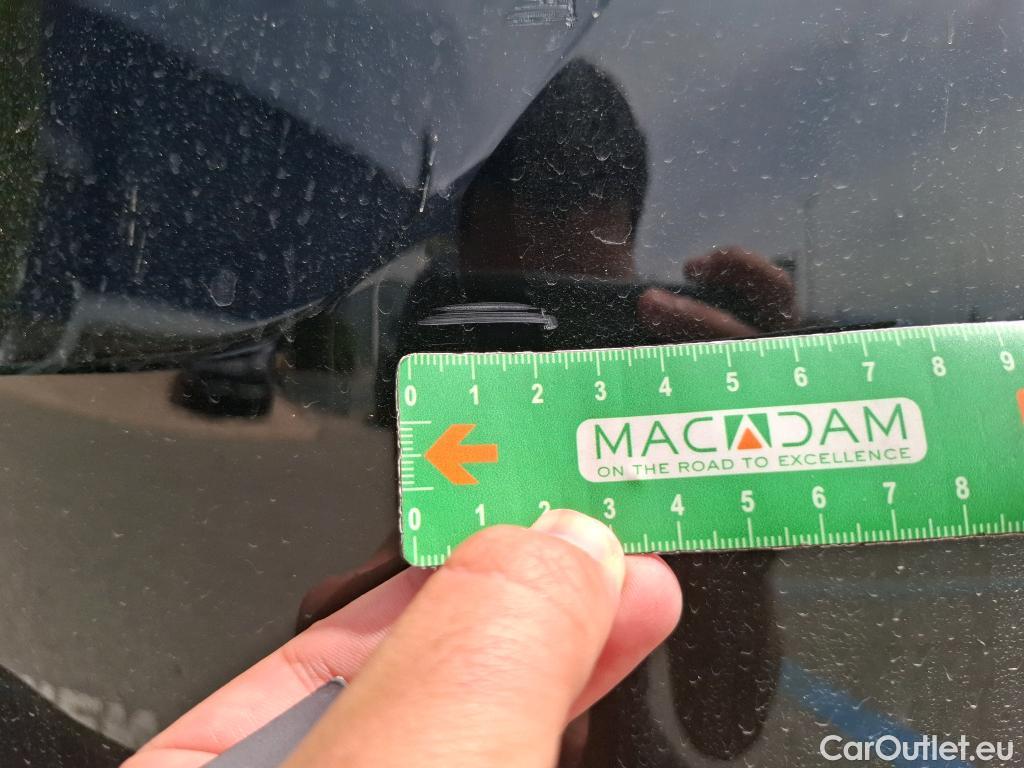 0 1 2 3 4 5 6 7 8 9
MACADAM
ON THE ROAD TO EXCELLENCE
0 1 2 3 4 5 6 7 8
CarOutlet.eu